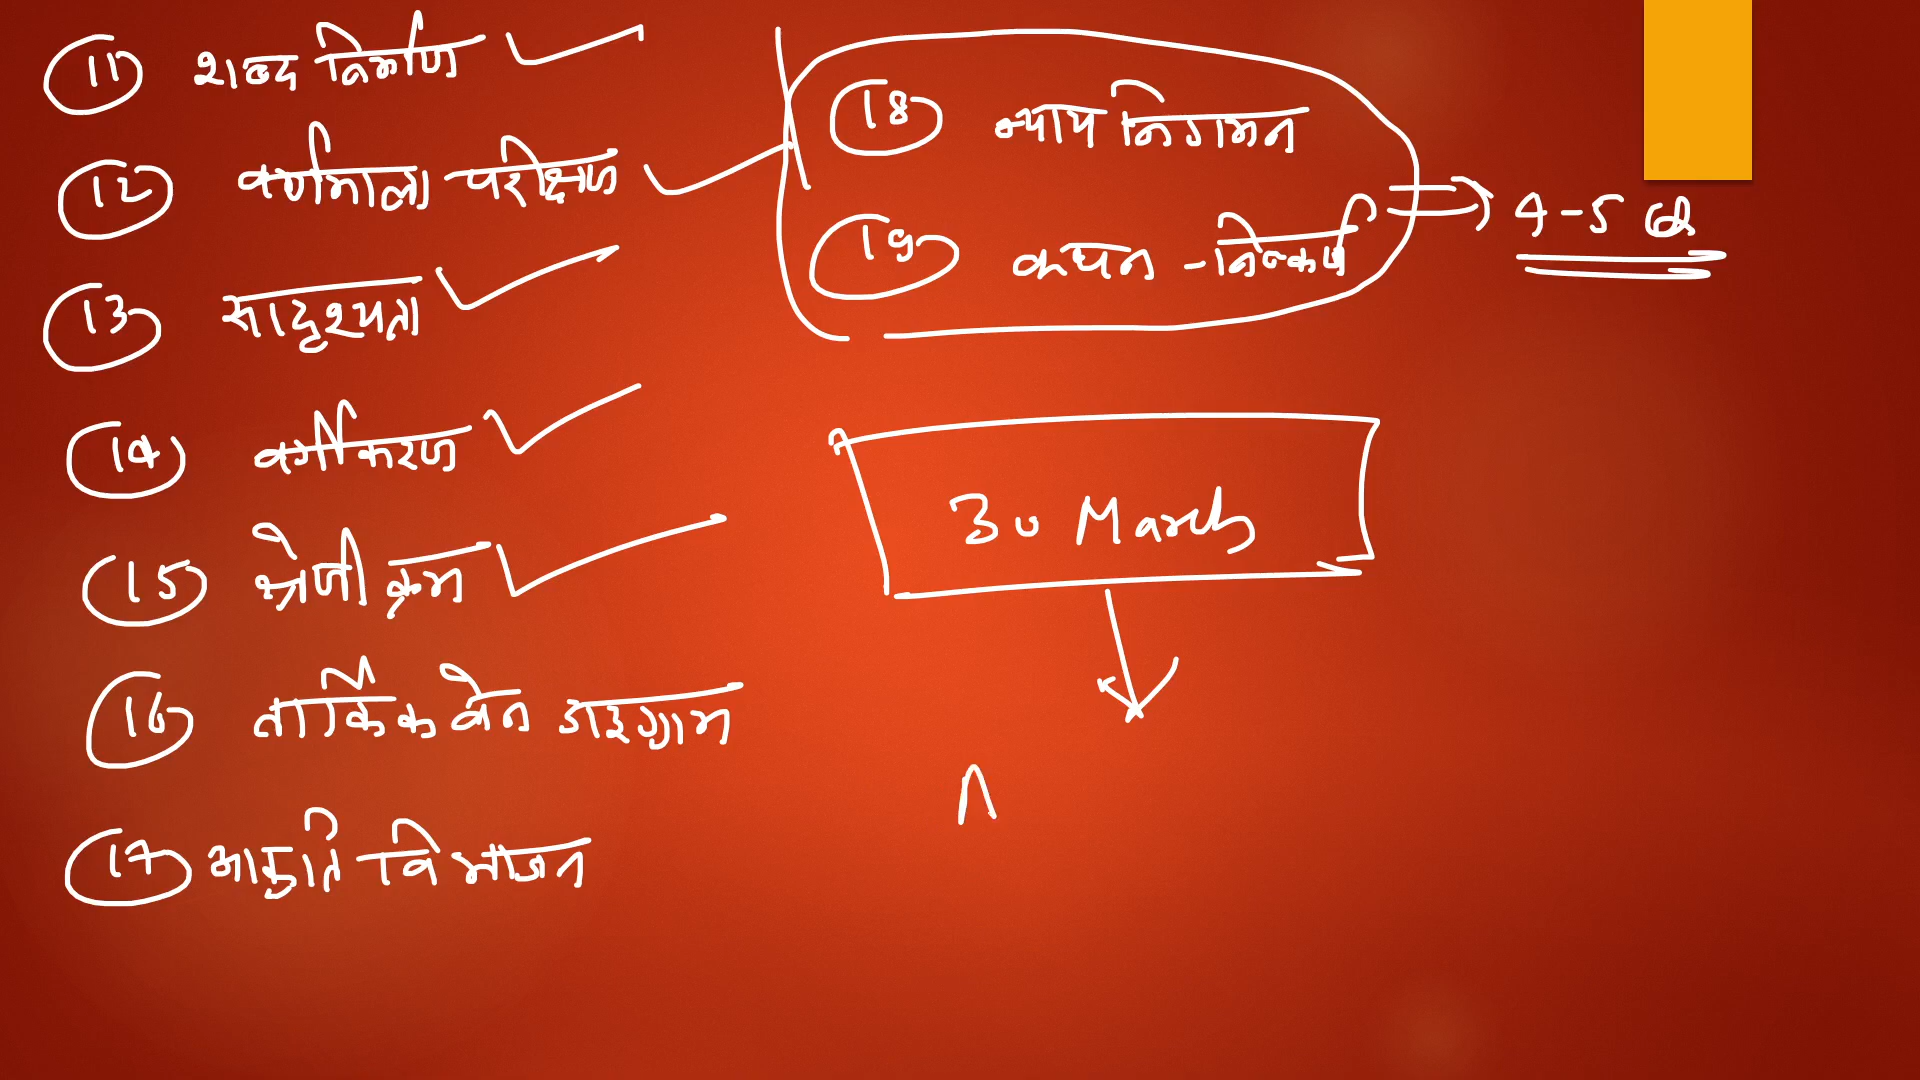 11 शब्द निर्माण
12 वर्णमाला परीक्षण
13 सादृश्यता
14 वर्गीकरण
15 श्रेणी क्रम
16 तार्किक वेन डाइग्राम
17 आकृति विभाजन
18 न्याय निगमन
19 कथन - निष्कर्ष
4-5 Q
30 March